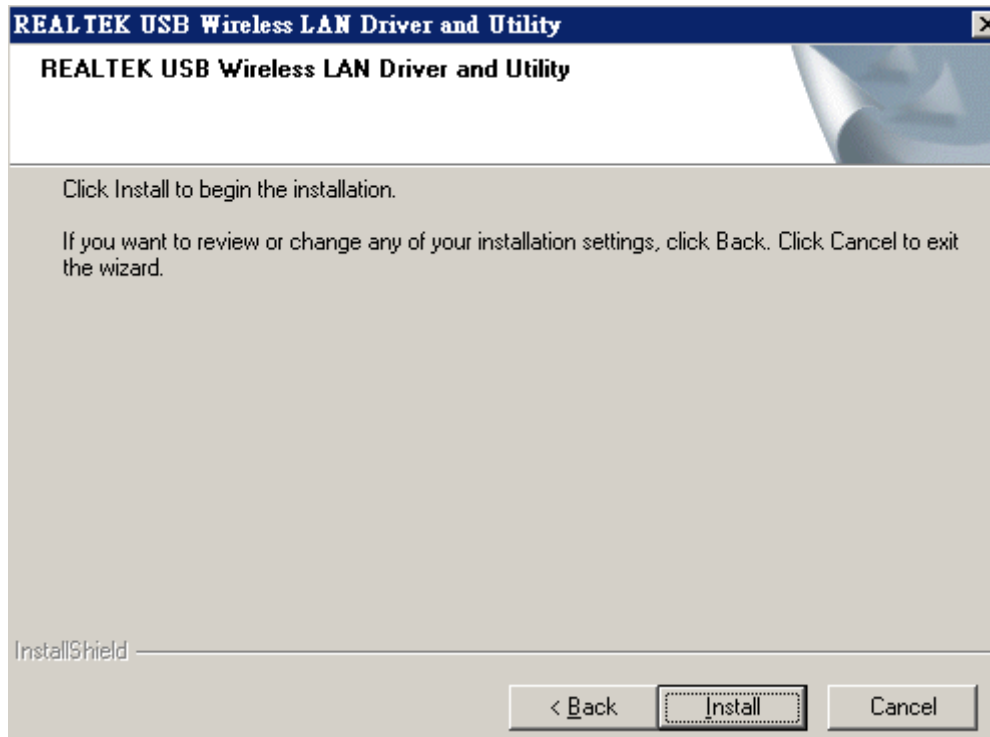 REALTEK USB Wireless LAN Driver and Utility
REALTEK USB Wireless LAN Driver and Utility
Click Install to begin the installation.
If you want to review or change any of your installation settings, click Back. Click Cancel to exit
the wizard.
InstallShield
< Back Install Cancel